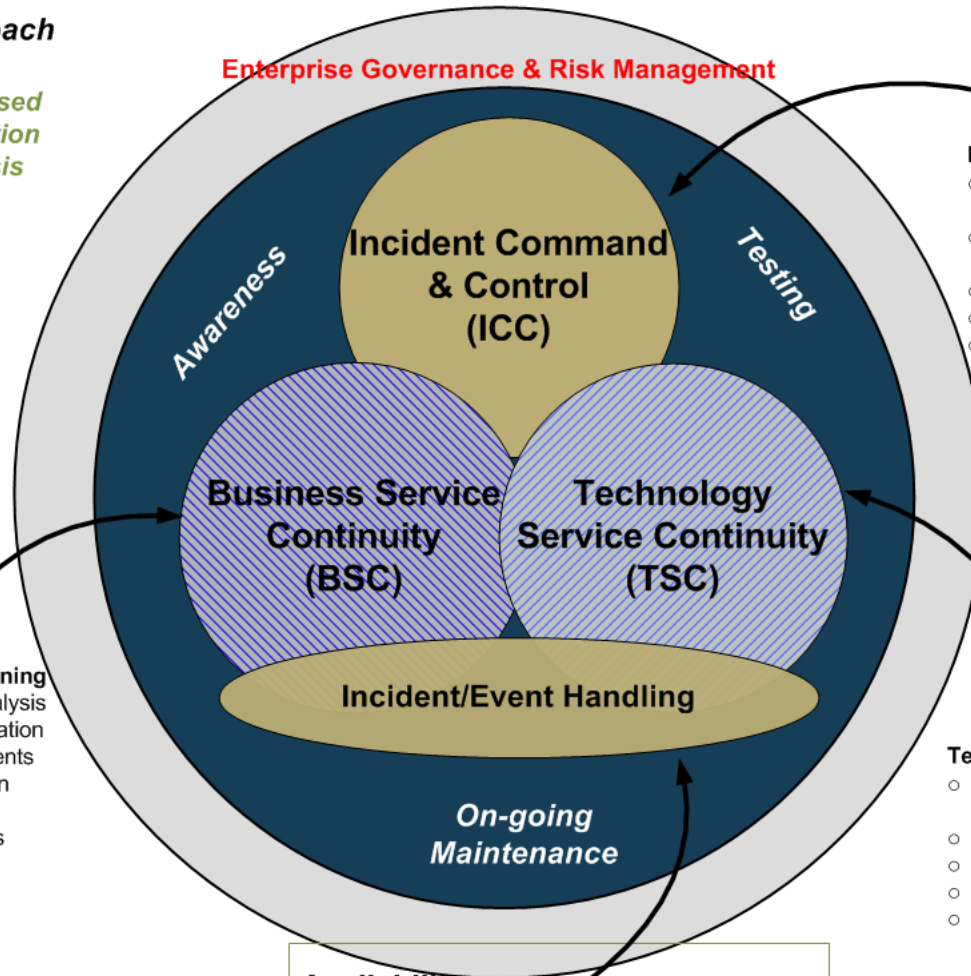 Enterprise Governance & Risk Management
Awareness
Testing
Incident Command
& Control
(ICC)
Business Service
Continuity
(BSC)
Technology
Service Continuity
(TSC)
Incident/Event Handling
On-going
Maintenance